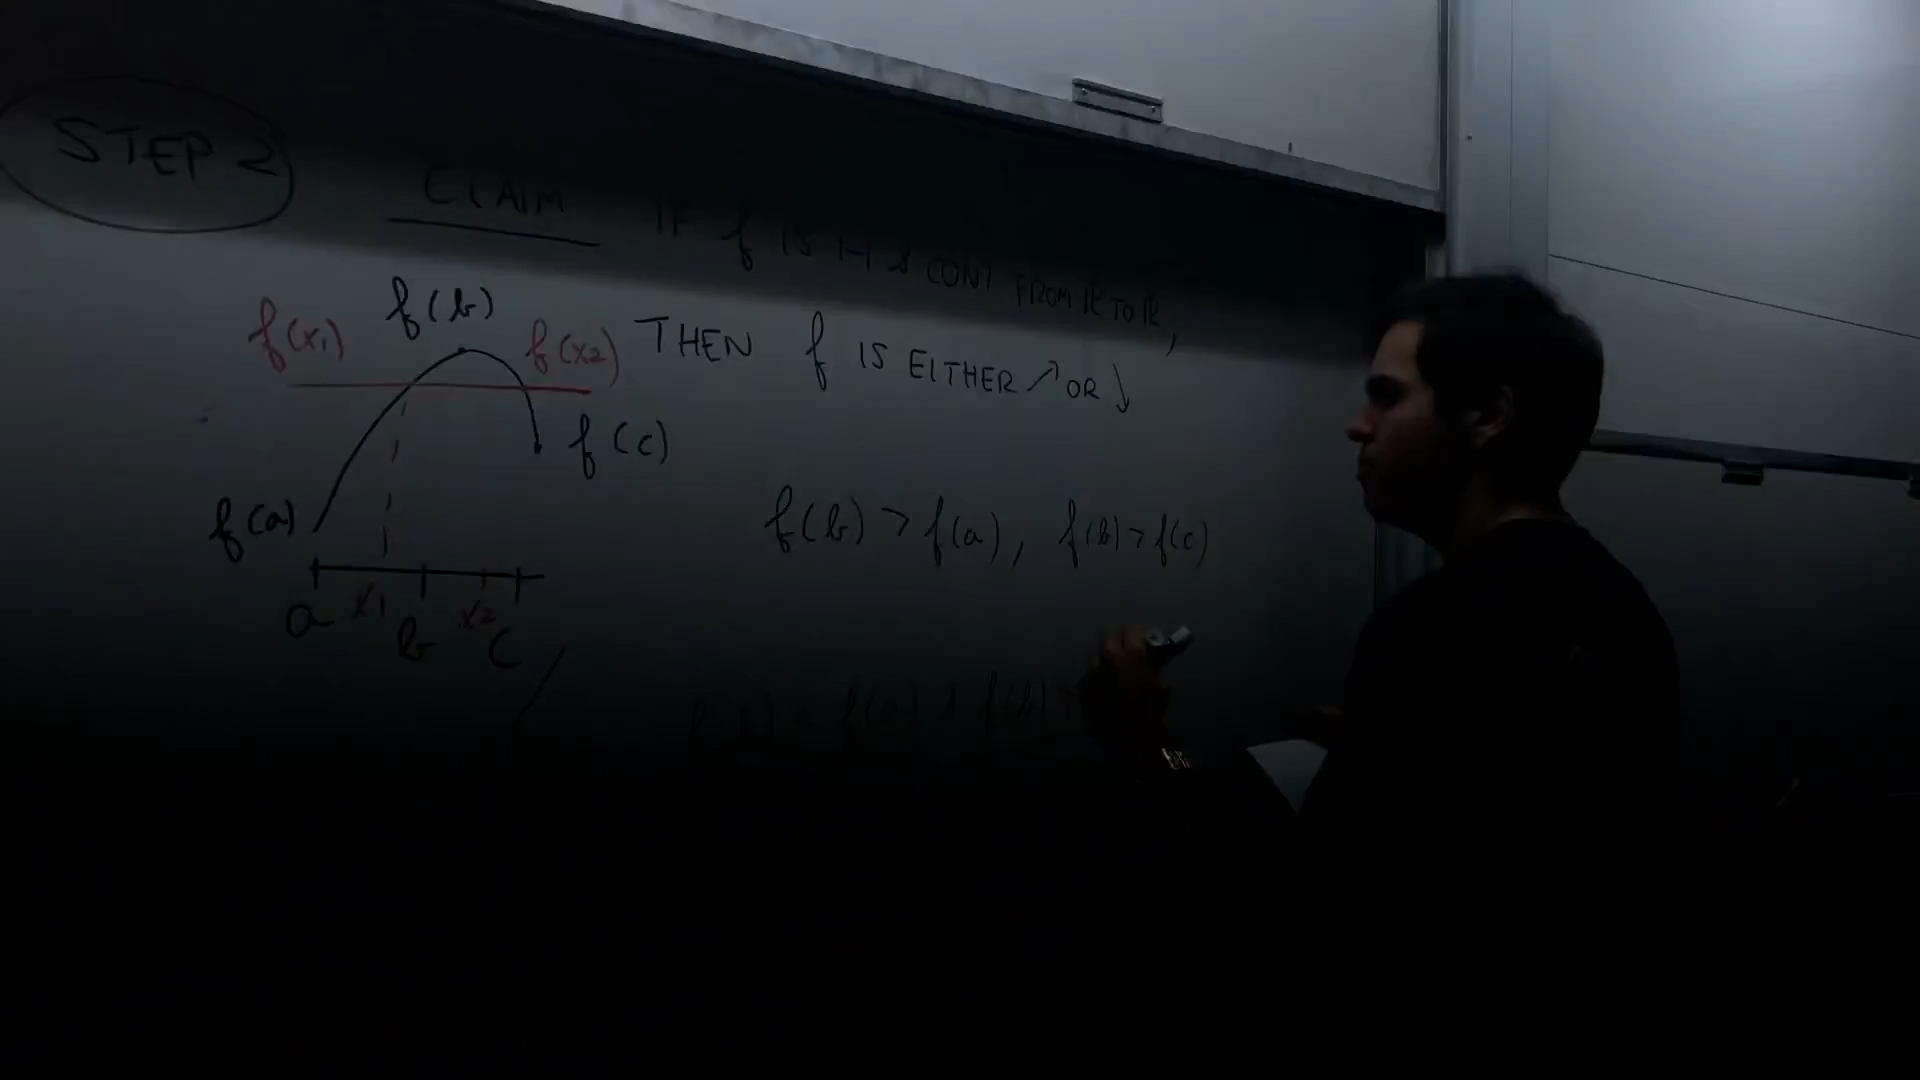 STEP 2
CLAIM IF f IS 1-1 & CONT FROM ℝ TO ℝ,
THEN f IS EITHER ↗ OR ↓
f(x1) f(b) f(x2)
f(c)
f(a)
a x1 b x2 c
f(b) > f(a), f(b) > f(c)
f(a) & f(b)